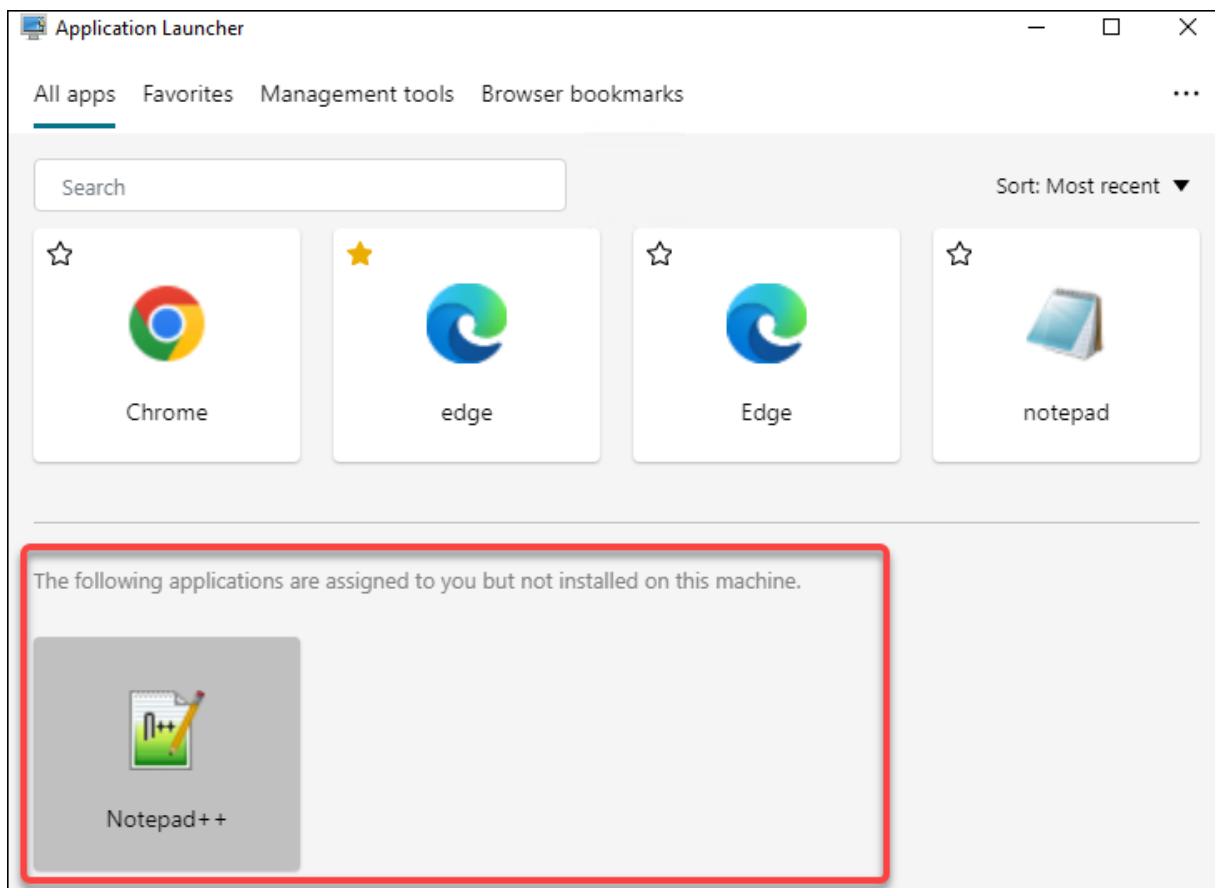 Application Launcher
All apps Favorites Management tools Browser bookmarks
Search
Sort: Most recent
Chrome
edge
Edge
notepad
The following applications are assigned to you but not installed on this machine.
n++
Notepad++